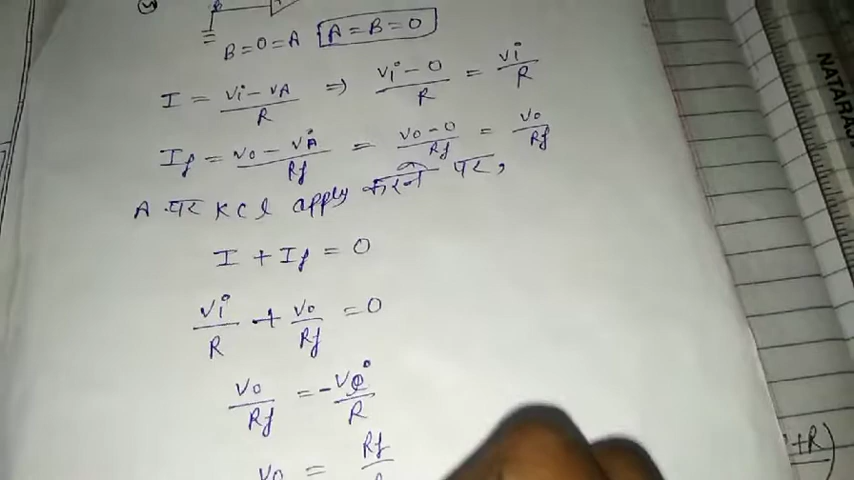 B = 0 = A A = B = 0
I = Vi - VA / R ⇒ Vi - 0 / R = Vi / R
If = Vo - VA / Rf = Vo - 0 / Rf = Vo / Rf
A पर KCl apply करने पर,
I + If = 0
Vi / R + Vo / Rf = 0
Vo / Rf = - Vi / R
Vo = Rf
+R)
NATARAJ